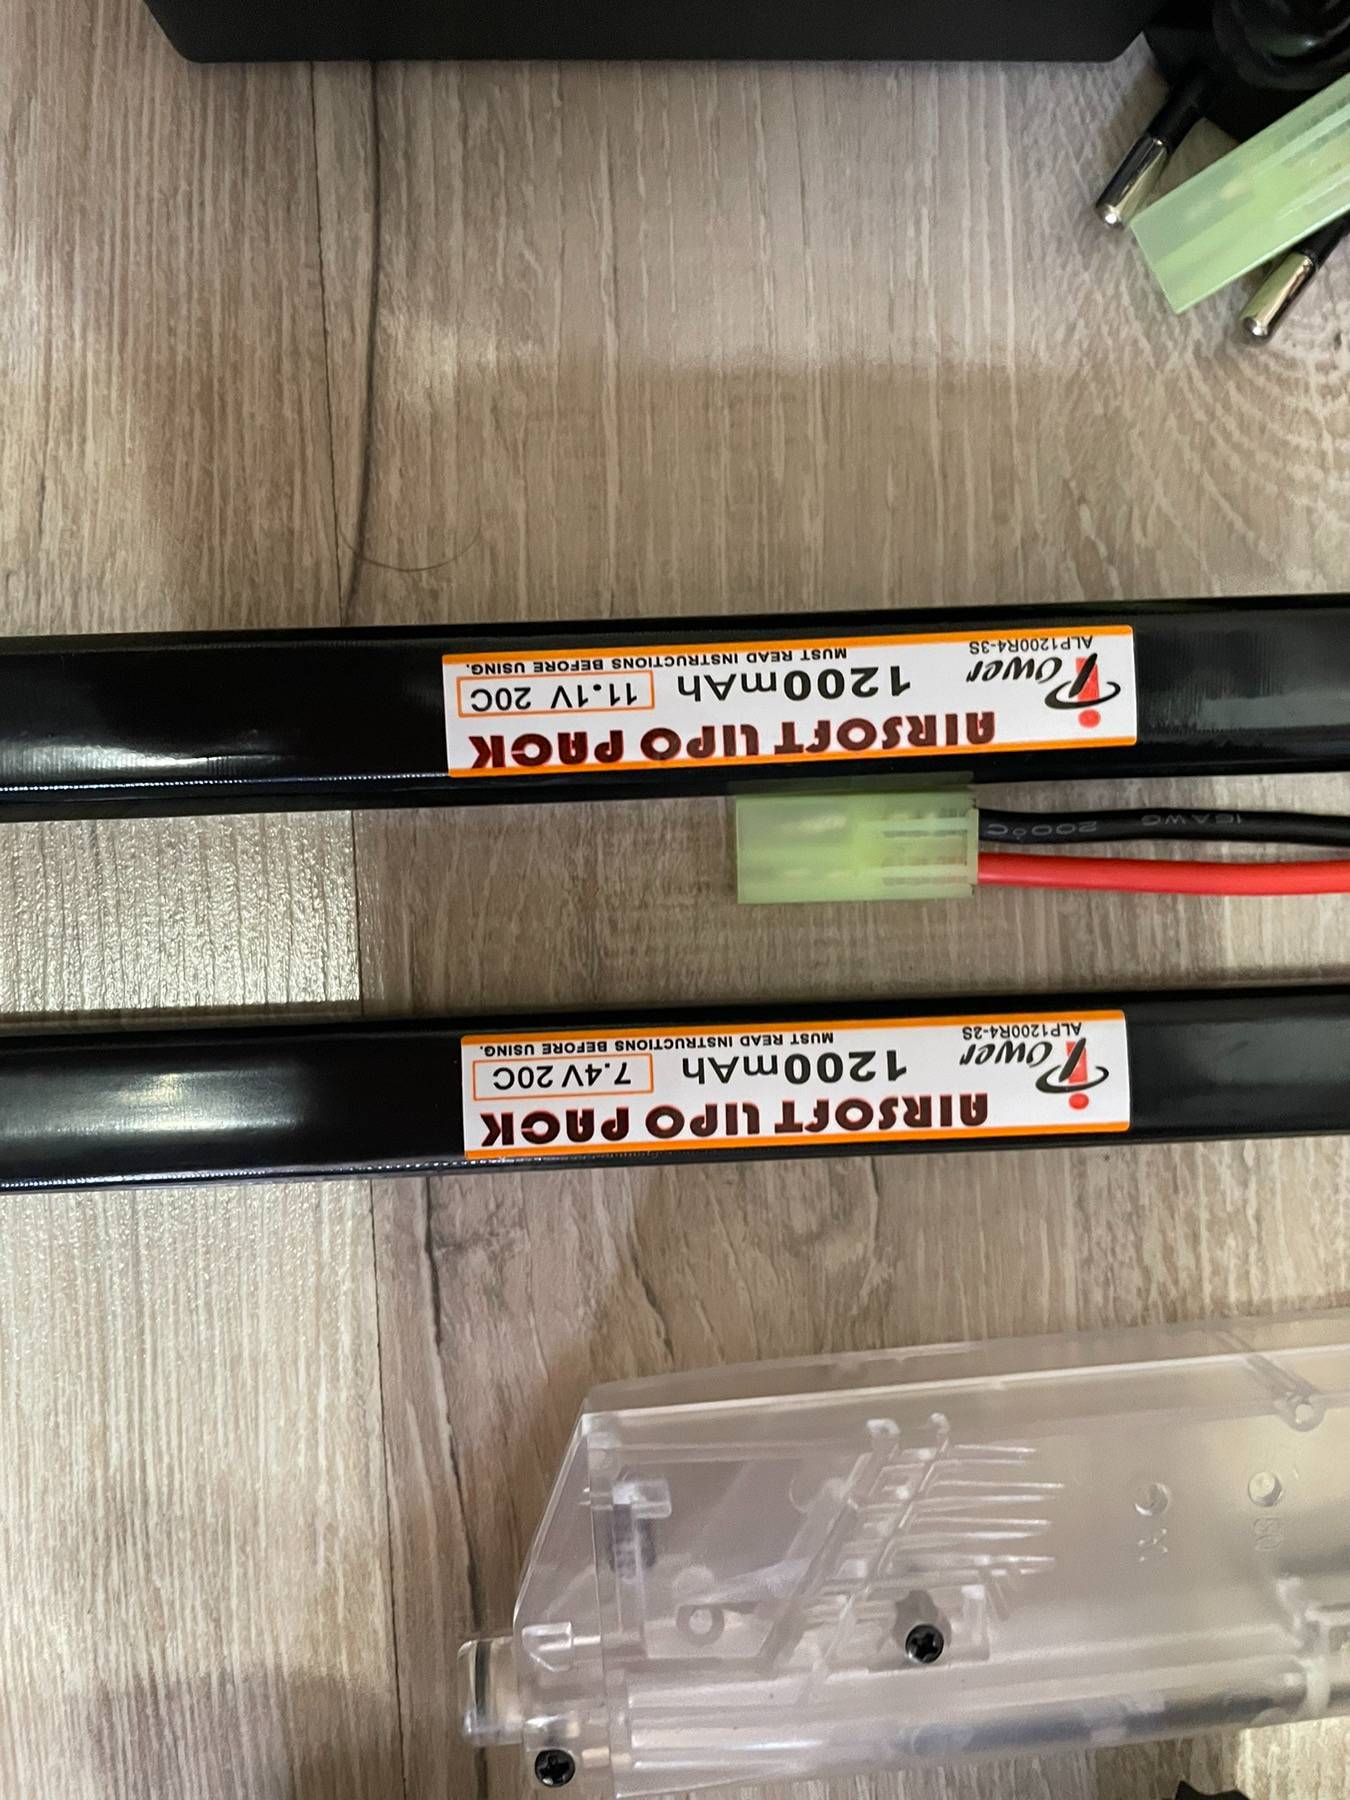 AIRSOFT LIPO PACK
iPower
1200mAh
11.1V 20C
ALP1200R4-3S
MUST READ INSTRUCTIONS BEFORE USING.
16AWG 200°C
AIRSOFT LIPO PACK
iPower
1200mAh
7.4V 20C
ALP1200R4-2S
MUST READ INSTRUCTIONS BEFORE USING.